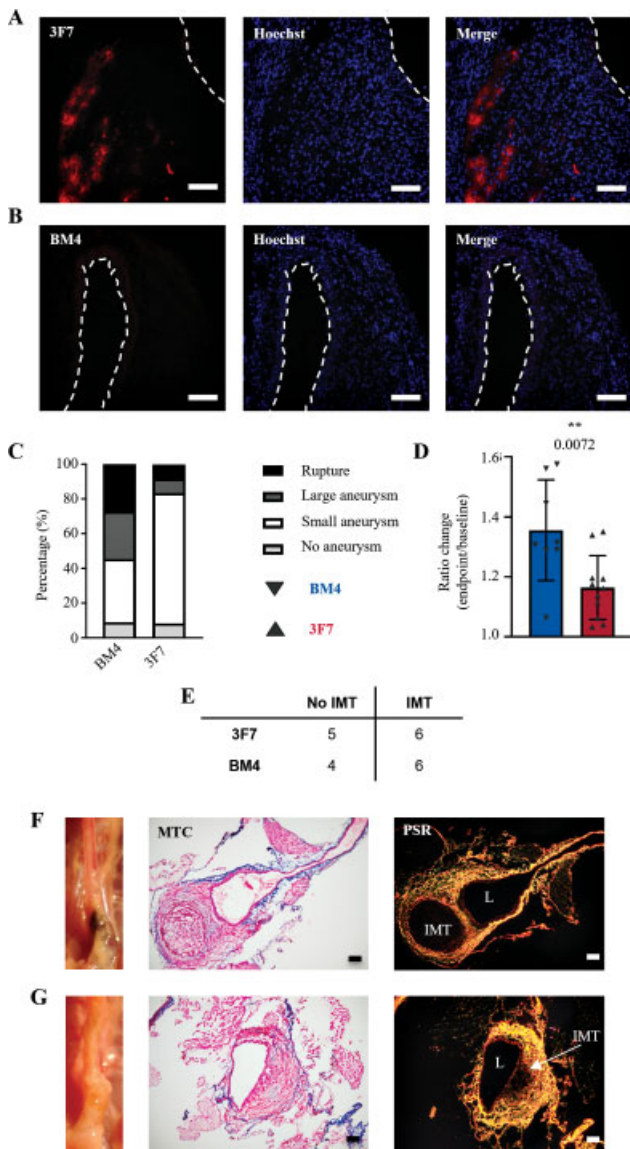 A
3F7
Hoechst
Merge
B
BM4
Hoechst
Merge
C
Percentage (%)
100
80
60
40
20
0
BM4
3F7
Rupture
Large aneurysm
Small aneurysm
No aneurysm
BM4
3F7
D
**
0.0072
Ratio change
(endpoint/baseline)
1.6
1.4
1.2
1.0
E
No IMT IMT
3F7 5 6
BM4 4 6
F
MTC
PSR
L
IMT
G
L
IMT